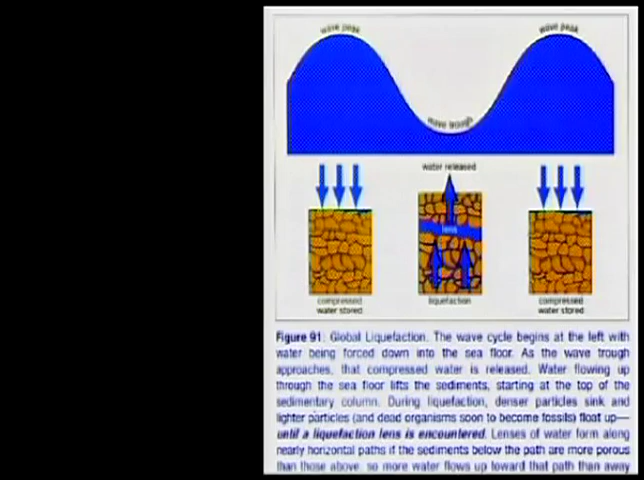 wave peak
wave peak
wave trough
water released
lens
compressed
water stored
liquefaction
compressed
water stored
Figure 91: Global Liquefaction. The wave cycle begins at the left with
water being forced down into the sea floor. As the wave trough
approaches, that compressed water is released. Water flowing up
through the sea floor lifts the sediments, starting at the top of the
sedimentary column. During liquefaction, denser particles sink and
lighter particles (and dead organisms soon to become fossils) float up—
until a liquefaction lens is encountered. Lenses of water form along
nearly horizontal paths if the sediments below the path are more porous
than those above, so more water flows up toward that path than away